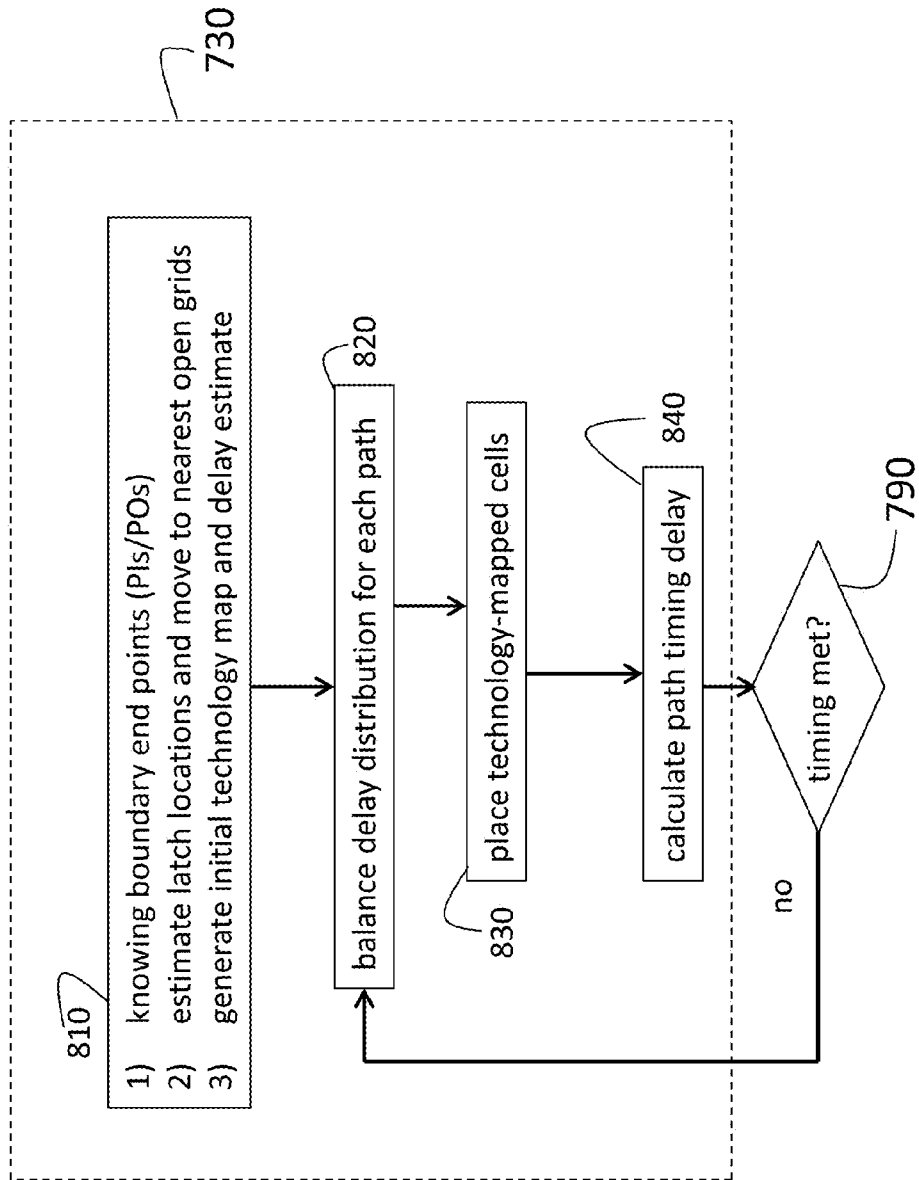 730
810
1) knowing boundary end points (PIs/POs)
2) estimate latch locations and move to nearest open grids
3) generate initial technology map and delay estimate
820
balance delay distribution for each path
830
place technology-mapped cells
840
calculate path timing delay
790
timing met?
no